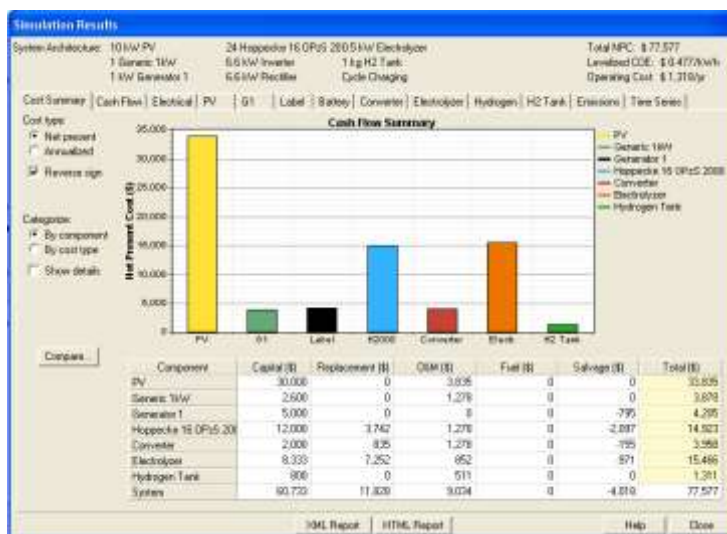 Simulation Results
System Architecture: 10 kW PV 24 Hoppecke 16 OPzS 200 0.5 kW Electrolyzer Total NPC: $ 77,577
1 Generic 1kW 6.6 kW Inverter 1 kg H2 Tank Levelized COE: $ 0.477/kWh
1 kW Generator 1 6.6 kW Rectifier Cycle Charging Operating Cost: $ 1,318/yr
Cost Summary Cash Flow Electrical PV G1 Label Battery Converter Electrolyzer Hydrogen H2 Tank Emissions Time Series
Cost type:
Net present
Annualized
Reverse sign
Categorize:
By component
By cost type
Show details
Compare...
Cash Flow Summary
Net Present Cost ($)
35,000
30,000
25,000
20,000
15,000
10,000
5,000
0
PV G1 Label H2000 Converter Elect. H2 Tank
PV
Generic 1kW
Generator 1
Hoppecke 16 OPzS 2000
Converter
Electrolyzer
Hydrogen Tank
Component Capital ($) Replacement ($) O&M ($) Fuel ($) Salvage ($) Total ($)
PV 30,000 0 3,835 0 0 33,835
Generic 1kW 2,600 0 1,278 0 0 3,878
Generator 1 5,000 0 0 0 -795 4,205
Hoppecke 16 OPzS 200 12,000 3,742 1,278 0 -2,097 14,923
Converter 2,000 835 1,278 0 -155 3,958
Electrolyzer 8,333 7,252 852 0 971 15,466
Hydrogen Tank 800 0 511 0 0 1,311
System 60,733 11,828 9,034 0 -4,018 77,577
XML Report HTML Report Help Close